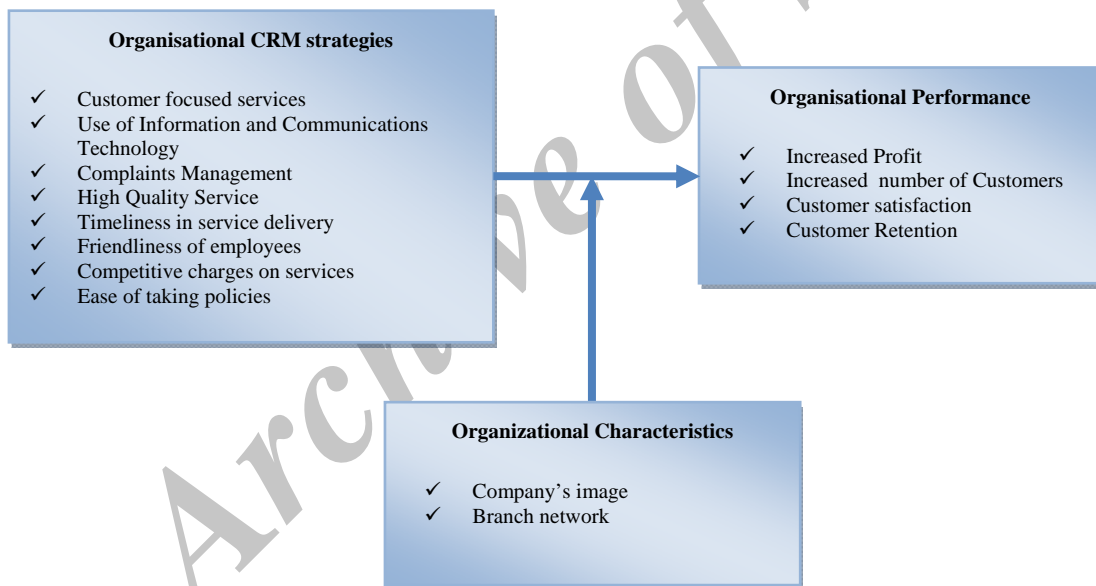 Organisational CRM strategies
✓ Customer focused services
✓ Use of Information and Communications
Technology
✓ Complaints Management
✓ High Quality Service
✓ Timeliness in service delivery
✓ Friendliness of employees
✓ Competitive charges on services
✓ Ease of taking policies
Organisational Performance
✓ Increased Profit
✓ Increased number of Customers
✓ Customer satisfaction
✓ Customer Retention
Organizational Characteristics
✓ Company’s image
✓ Branch network
Archive of